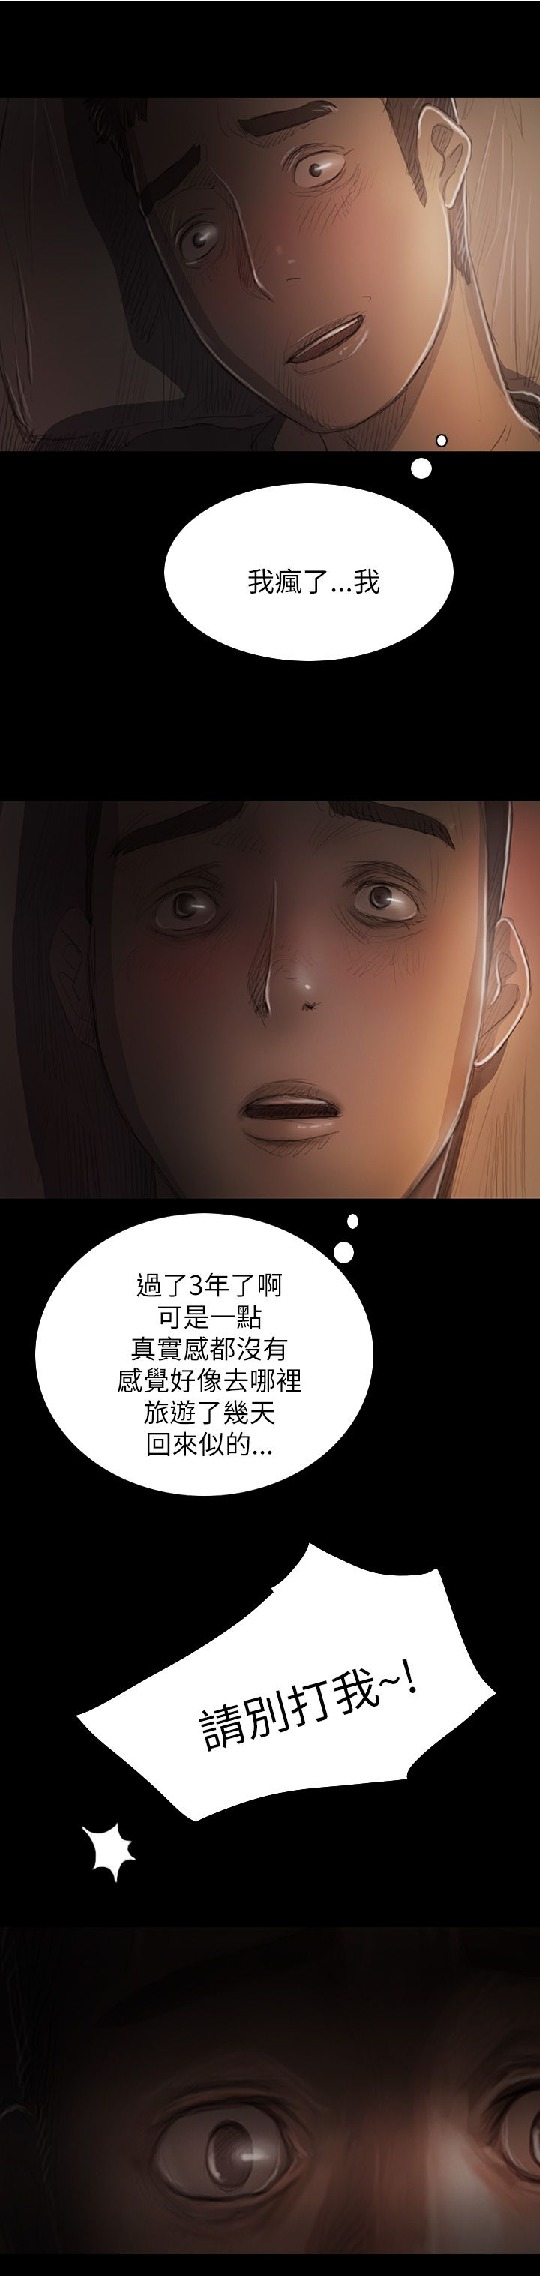 我瘋了...我
過了3年了啊
可是一點
真實感都沒有
感覺好像去哪裡
旅遊了幾天
回來似的...
請別打我~!